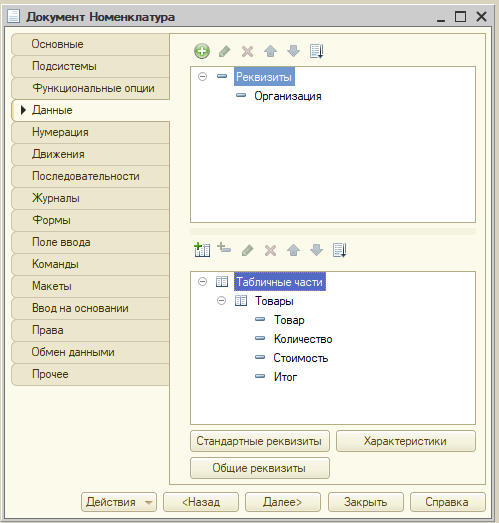 Документ Номенклатура
Основные
Подсистемы
Функциональные опции
Данные
Нумерация
Движения
Последовательности
Журналы
Формы
Поле ввода
Команды
Макеты
Ввод на основании
Права
Обмен данными
Прочее
Реквизиты
Организация
Табличные части
Товары
Товар
Количество
Стоимость
Итог
Стандартные реквизиты
Характеристики
Общие реквизиты
Действия
<Назад
Далее>
Закрыть
Справка